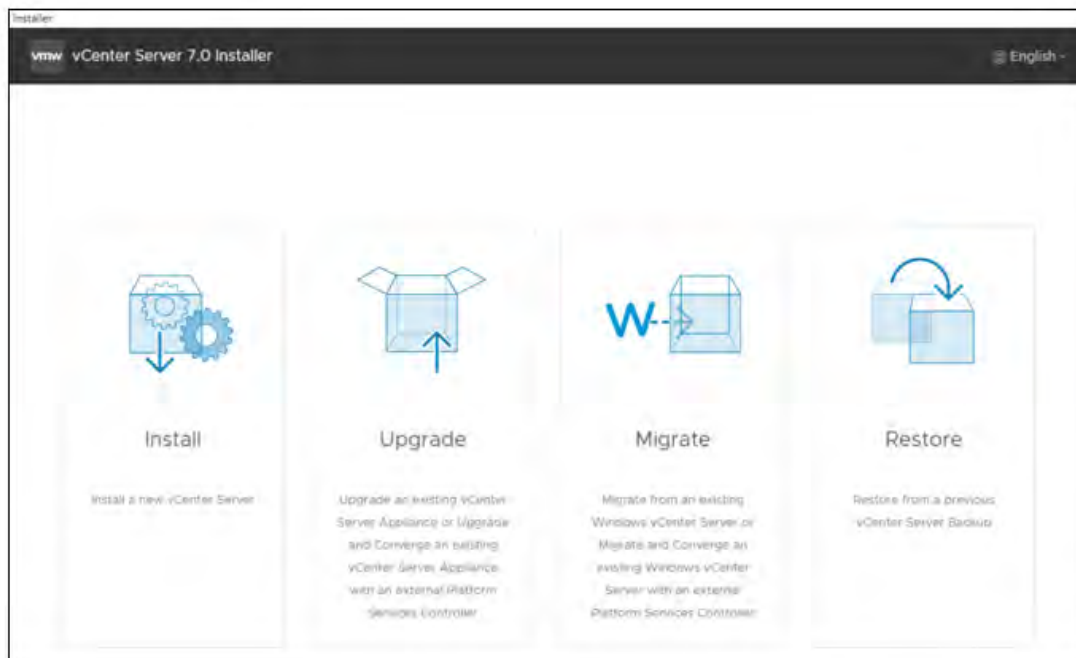 Installer
vmw vCenter Server 7.0 Installer
English
Install
Install a new vCenter Server
Upgrade
Upgrade an existing vCenter
Server Appliance or Upgrade
and Converge an existing
vCenter Server Appliance
with an external Platform
Services Controller
Migrate
Migrate from an existing
Windows vCenter Server or
Migrate and Converge an
existing Windows vCenter
Server with an external
Platform Services Controller
Restore
Restore from a previous
vCenter Server Backup